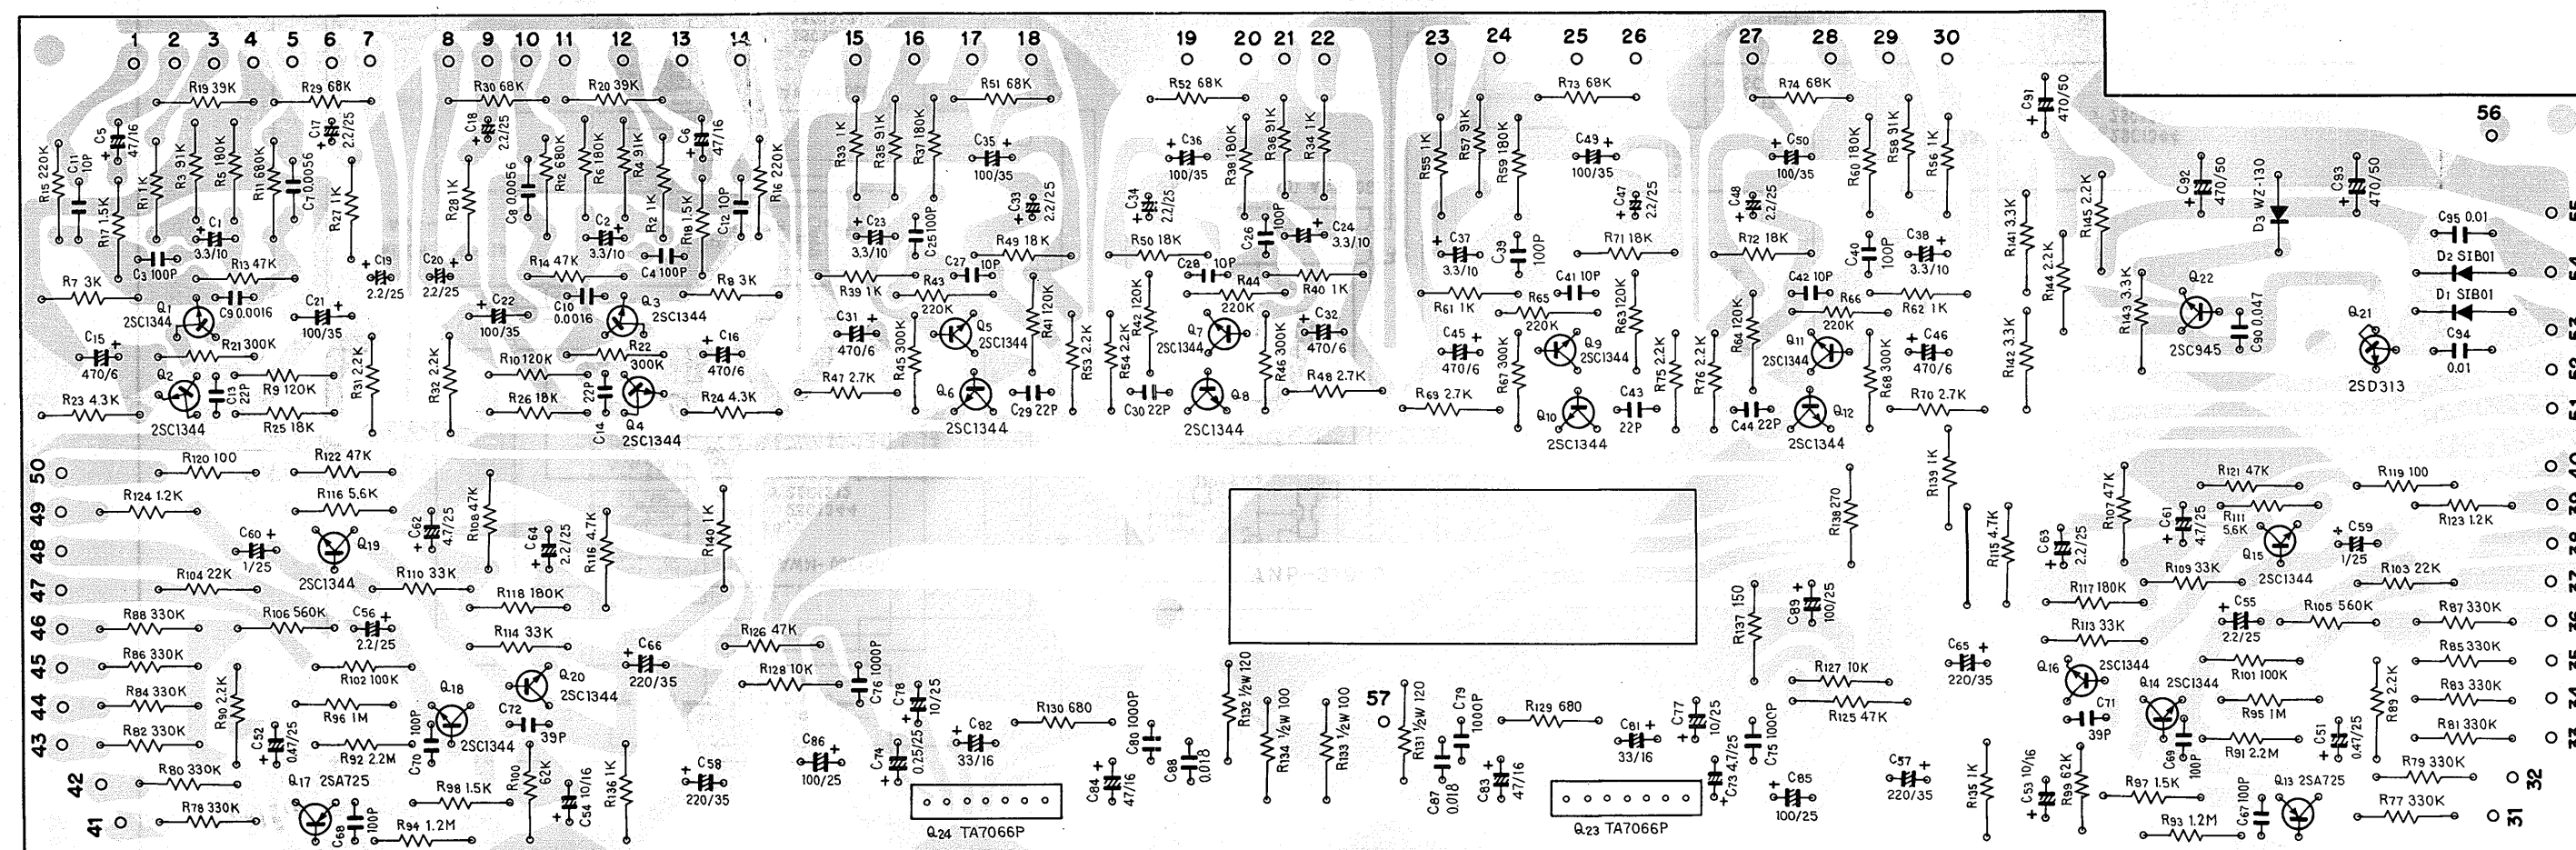 1 2 3 4 5 6 7 8 9 10 11 12 13 14 15 16 17 18 19 20 21 22 23 24 25 26 27 28 29 30
R19 39K
R29 68K
R30 68K
R20 39K
R51 68K
R52 68K
R73 68K
R74 68K
C91 470/50
56
R15 220K
C11 10P
C5 47/16
R17 1.5K
R1 1K
R3 91K
R5 180K
R11 680K
C7 0.0056
C17 2.2/25
R27 1K
R28 1K
C18 2.2/25
C8 0.0056
R12 680K
R6 180K
R4 91K
R2 1K
C6 47/16
R18 1.5K
C12 10P
R16 220K
R33 1K
R35 91K
R37 180K
C35 100/35
C33 2.2/25
C36 100/35
C34 2.2/25
R38 180K
R36 91K
R34 1K
R55 1K
R57 91K
R59 180K
C49 100/35
C47 2.2/25
C50 100/35
C48 2.2/25
R60 180K
R58 91K
R56 1K
R145 2.2K
C92 470/50
D3 WZ-130
C93 470/50
C95 0.01
55
C1 3.3/10
C2 3.3/10
C23 3.3/10
C25 100P
C26 100P
C24 3.3/10
C37 3.3/10
C39 100P
C40 100P
C38 3.3/10
R141 3.3K
R144 2.2K
D2 SIB01
54
C3 100P
R13 47K
C19 2.2/25
C20 2.2/25
R14 47K
C4 100P
R49 18K
R50 18K
R71 18K
R72 18K
R7 3K
Q1 2SC1344
C9 0.0016
C21 100/35
C22 100/35
C10 0.0016
Q3 2SC1344
R8 3K
R39 1K
C27 10P
R43 220K
R41 120K
R42 120K
C28 10P
R44 220K
R40 1K
R61 1K
C41 10P
R65 220K
R63 120K
R64 120K
C42 10P
R66 220K
R62 1K
R143 3.3K
Q22 2SC945
C90 0.047
Q21 2SD313
D1 SIB01
53
C94 0.01
C15 470/6
R21 300K
R31 2.2K
R32 2.2K
R22 300K
C16 470/6
C31 470/6
R45 300K
Q5 2SC1344
R53 2.2K
R54 2.2K
Q7 2SC1344
R46 300K
C32 470/6
C45 470/6
R67 300K
Q9 2SC1344
R75 2.2K
R76 2.2K
Q11 2SC1344
R68 300K
C46 470/6
R142 3.3K
52
Q2 2SC1344
C13 22P
R9 120K
R10 120K
C14 22P
Q4 2SC1344
R23 4.3K
R25 18K
R26 18K
R24 4.3K
R47 2.7K
Q6 2SC1344
C29 22P
C30 22P
Q8 2SC1344
R48 2.7K
R69 2.7K
Q10 2SC1344
C43 22P
C44 22P
Q12 2SC1344
R70 2.7K
51
50
R120 100
R122 47K
R139 1K
R121 47K
R119 100
40
49
R124 1.2K
R116 5.6K
C62 4.7/25
R108 47K
C64 2.2/25
R116 4.7K
R140 1K
R138 270
R115 4.7K
C63 2.2/25
R107 47K
C61 4.7/25
R111 5.6K
R123 1.2K
39
48
C60 1/25
Q19 2SC1344
Q15 2SC1344
C59 1/25
38
47
R104 22K
R110 33K
R118 180K
R109 33K
R103 22K
37
R137 150
C89 100/25
R117 180K
46
R88 330K
R106 560K
C56 2.2/25
R114 33K
C66 220/35
R126 47K
R113 33K
C55 2.2/25
R105 560K
R87 330K
36
45
R86 330K
R102 100K
Q20 2SC1344
R128 10K
C76 1000P
C78 10/25
R132 ½W 120
R127 10K
C65 220/35
Q16 2SC1344
R101 100K
R85 330K
35
44
R84 330K
R90 2.2K
R96 1M
Q18 2SC1344
C72 39P
C82 33/16
R130 680
C80 1000P
R134 ½W 100
R133 ½W 100
57
R131 ½W 120
C79 1000P
R129 680
C81 33/16
C77 10/25
R125 47K
C71 39P
Q14 2SC1344
R95 1M
R89 2.2K
R83 330K
34
43
R82 330K
C52 0.47/25
R92 2.2M
C70 100P
C86 100/25
C74 0.25/25
C88 0.018
C75 1000P
C69 100P
R91 2.2M
C51 0.47/25
R81 330K
33
42
R80 330K
Q17 2SA725
R98 1.5K
R100 62K
C54 10/16
R136 1K
C58 220/35
C84 47/16
C87 0.018
C83 47/16
C73 4.7/25
C85 100/25
C57 220/35
R135 1K
C53 10/16
R99 62K
R97 1.5K
Q13 2SA725
R79 330K
32
41
R78 330K
C68 100P
R94 1.2M
Q24 TA7066P
Q23 TA7066P
R93 1.2M
C67 100P
R77 330K
31